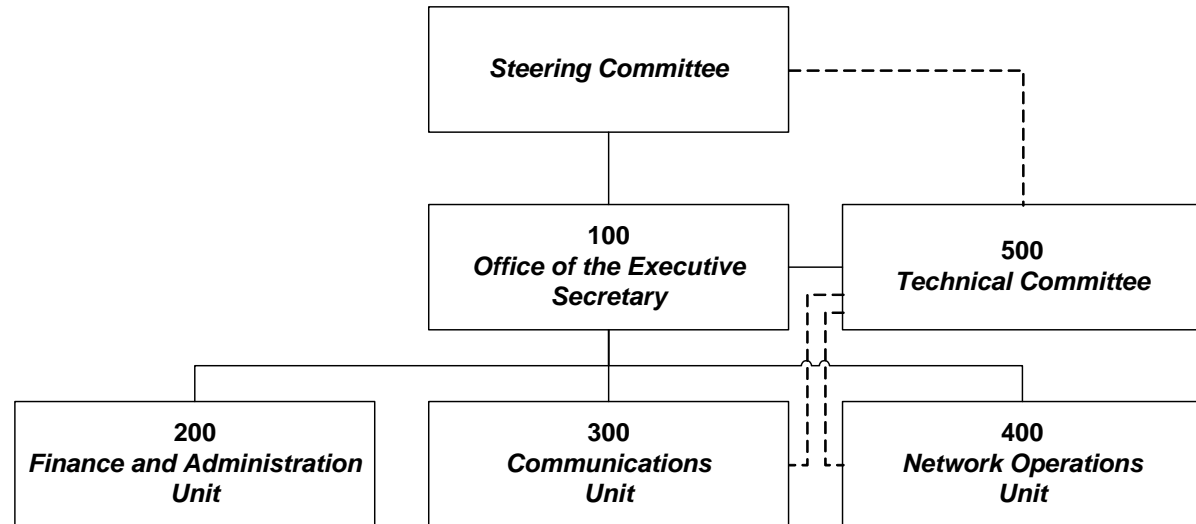 Steering Committee
100
Office of the Executive
Secretary
500
Technical Committee
200
Finance and Administration
Unit
300
Communications
Unit
400
Network Operations
Unit